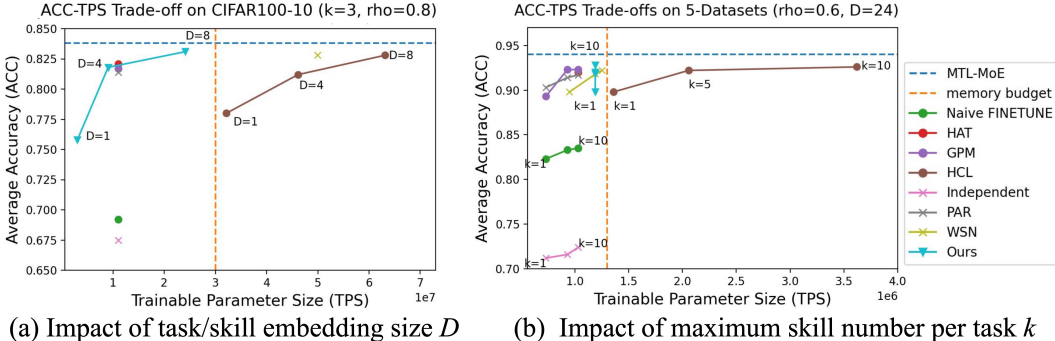 ACC-TPS Trade-off on CIFAR100-10 (k=3, rho=0.8)
Average Accuracy (ACC)
0.850
0.825
0.800
0.775
0.750
0.725
0.700
0.675
0.650
D=8
D=4
D=1
D=8
D=4
D=1
1 2 3 4 5 6 7
1e7
Trainable Parameter Size (TPS)
(a) Impact of task/skill embedding size D
ACC-TPS Trade-offs on 5-Datasets (rho=0.6, D=24)
Average Accuracy (ACC)
0.95
0.90
0.85
0.80
0.75
0.70
k=10
k=1
k=1
k=5
k=10
k=10
k=1
k=10
k=1
1.0 1.5 2.0 2.5 3.0 3.5 4.0
1e6
Trainable Parameter Size (TPS)
(b) Impact of maximum skill number per task k
MTL-MoE
memory budget
Naive FINETUNE
HAT
GPM
HCL
Independent
PAR
WSN
Ours